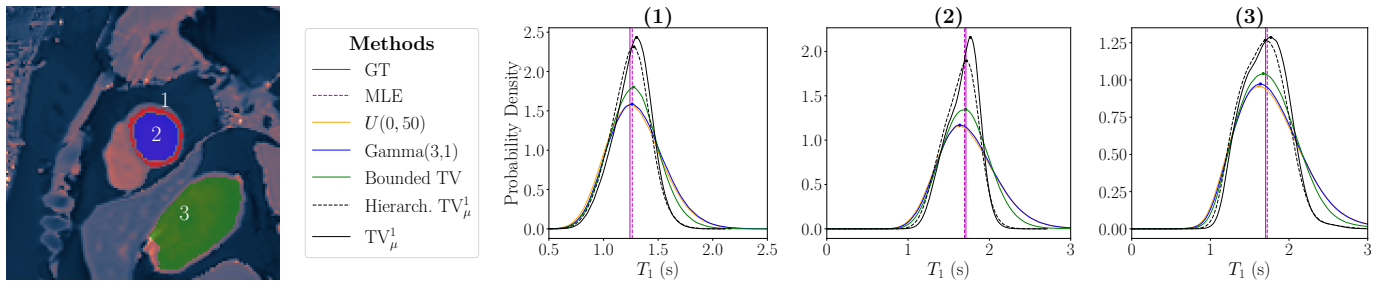 1
2
3
Methods
GT
MLE
U(0, 50)
Gamma(3,1)
Bounded TV
Hierarch. TV¹μ
TV¹μ
(1)
Probability Density
2.5
2.0
1.5
1.0
0.5
0.0
0.5 1.0 1.5 2.0 2.5
T₁ (s)
(2)
2.0
1.5
1.0
0.5
0.0
0 1 2 3
T₁ (s)
(3)
1.25
1.00
0.75
0.50
0.25
0.00
0 1 2 3
T₁ (s)